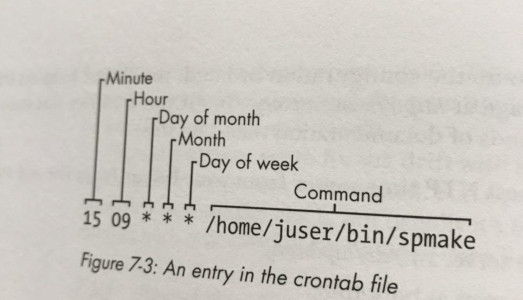 Minute
Hour
Day of month
Month
Day of week
Command
15 09 * * * /home/juser/bin/spmake
Figure 7-3: An entry in the crontab file